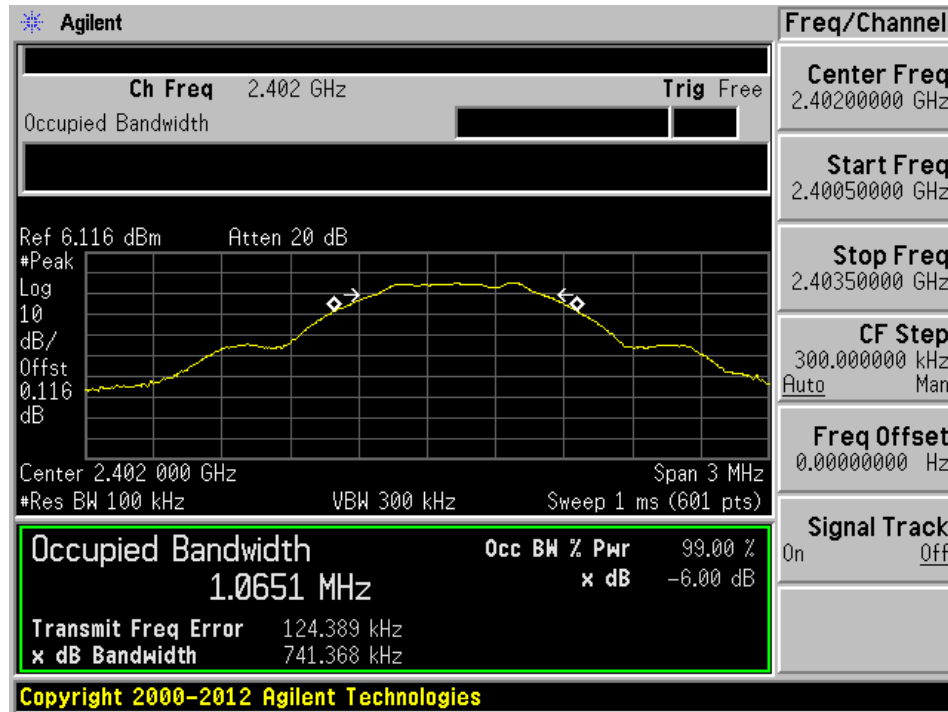 Agilent
Freq/Channel
Ch Freq 2.402 GHz Trig Free
Occupied Bandwidth
Center Freq
2.40200000 GHz
Start Freq
2.40050000 GHz
Stop Freq
2.40350000 GHz
CF Step
300.000000 kHz
Auto Man
Freq Offset
0.00000000 Hz
Signal Track
On Off
Ref 6.116 dBm Atten 20 dB
#Peak
Log
10
dB/
Offst
0.116
dB
Center 2.402 000 GHz Span 3 MHz
#Res BW 100 kHz VBW 300 kHz Sweep 1 ms (601 pts)
Occupied Bandwidth Occ BW % Pwr 99.00 %
1.0651 MHz x dB -6.00 dB
Transmit Freq Error 124.389 kHz
x dB Bandwidth 741.368 kHz
Copyright 2000-2012 Agilent Technologies